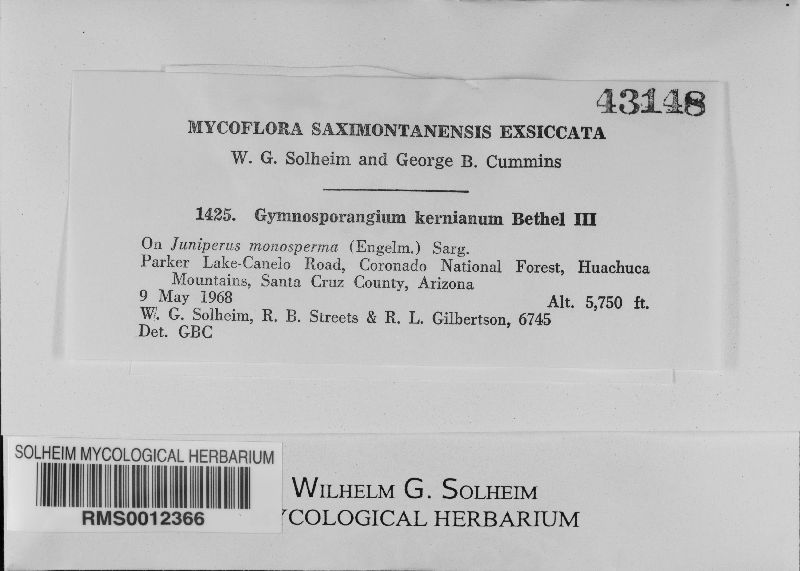 43148
MYCOFLORA SAXIMONTANENSIS EXSICCATA
W. G. Solheim and George B. Cummins
1425. Gymnosporangium kernianum Bethel III
On Juniperus monosperma (Engelm.) Sarg.
Parker Lake-Canelo Road, Coronado National Forest, Huachuca
Mountains, Santa Cruz County, Arizona
9 May 1968 Alt. 5,750 ft.
W. G. Solheim, R. B. Streets & R. L. Gilbertson, 6745
Det. GBC
SOLHEIM MYCOLOGICAL HERBARIUM
RMS0012366
WILHELM G. SOLHEIM
YCOLOGICAL HERBARIUM